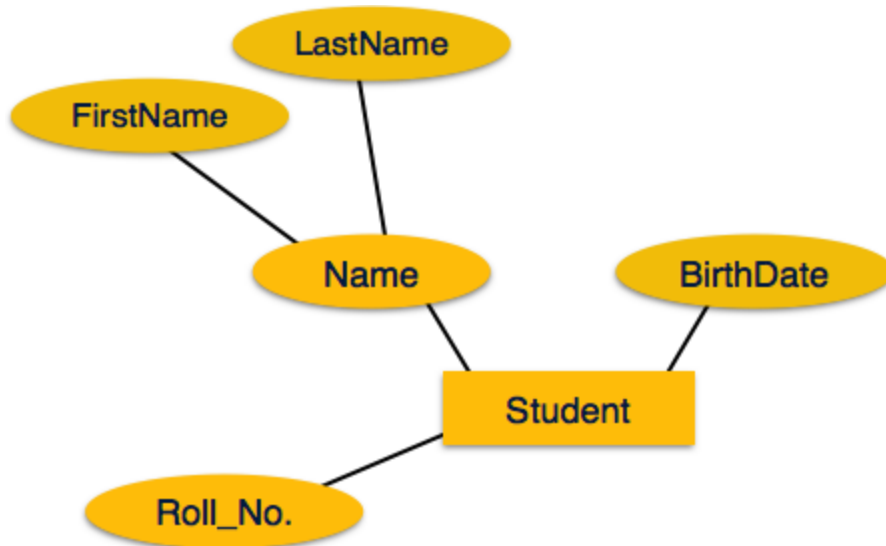 LastName
FirstName
Name
BirthDate
Student
Roll_No.